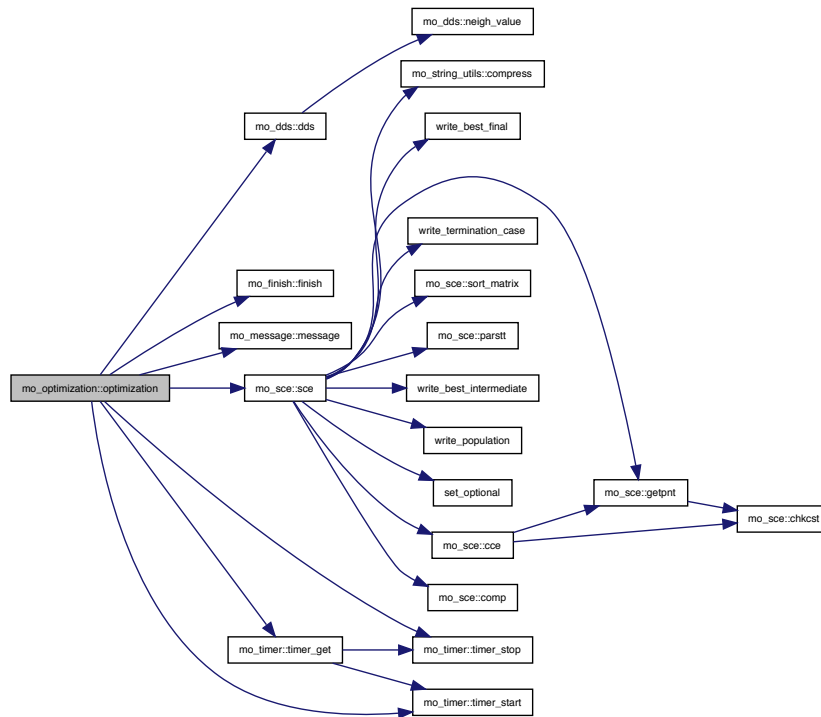 mo_dds::neigh_value
mo_string_utils::compress
mo_dds::dds
write_best_final
write_termination_case
mo_finish::finish
mo_sce::sort_matrix
mo_message::message
mo_sce::parstt
mo_optimization::optimization
mo_sce::sce
write_best_intermediate
write_population
set_optional
mo_sce::getpnt
mo_sce::chkcst
mo_sce::cce
mo_sce::comp
mo_timer::timer_get
mo_timer::timer_stop
mo_timer::timer_start